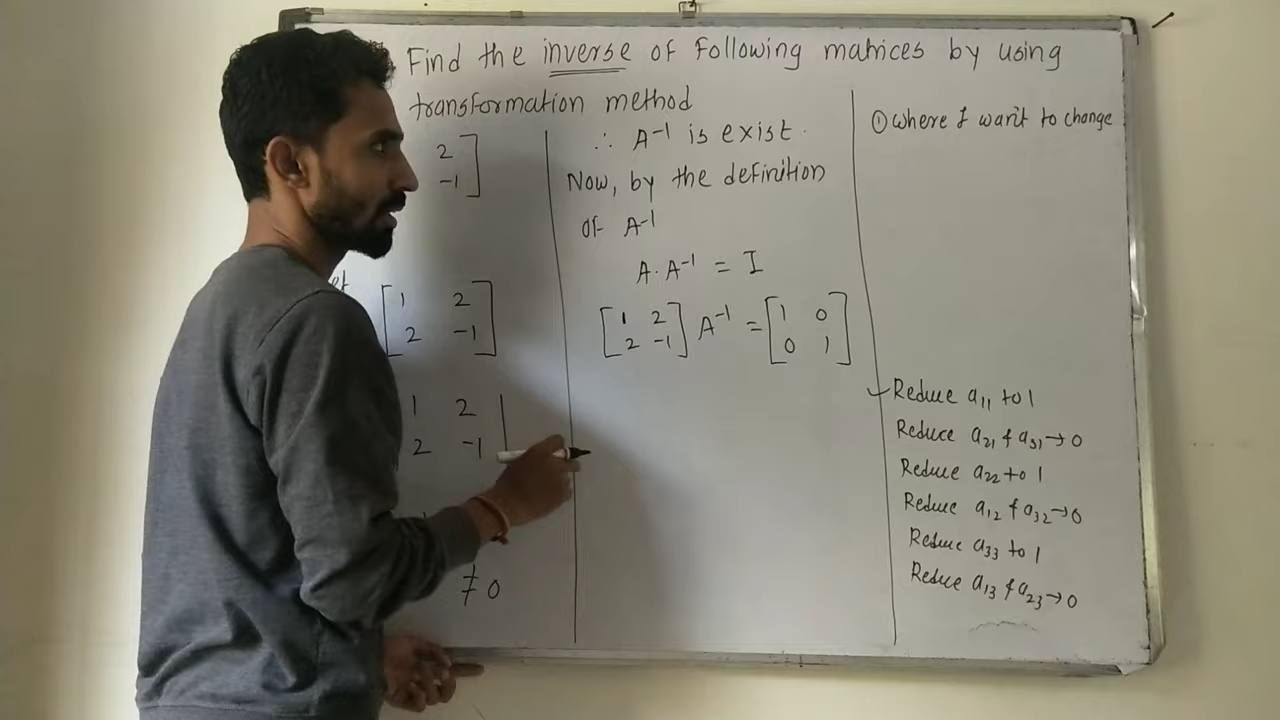 Find the inverse of following matrices by using
transformation method
2
-1
1 2
2 -1
1 2
2 -1
≠ 0
∴ A⁻¹ is exist.
Now, by the definition
of A⁻¹
A·A⁻¹ = I
[1 2] A⁻¹ = [1 0]
[2 -1] [0 1]
① where I want to change
Reduce a₁₁ to 1
Reduce a₂₁ & a₃₁ → 0
Reduce a₂₂ to 1
Reduce a₁₂ & a₃₂ → 0
Reduce a₃₃ to 1
Reduce a₁₃ & a₂₃ → 0